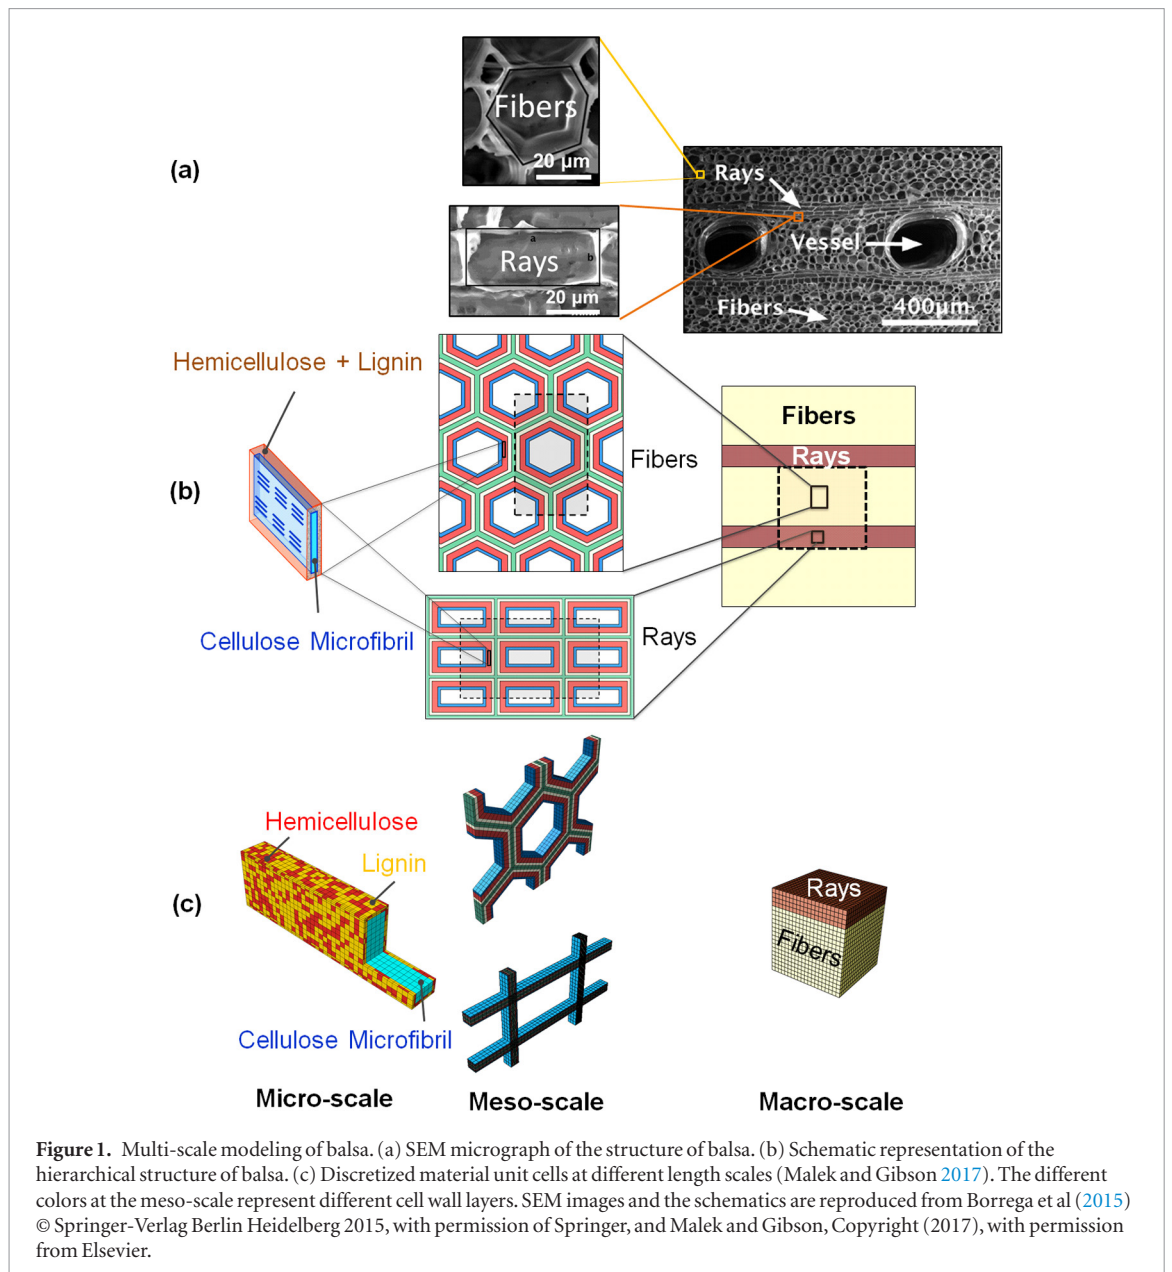 (a)
Fibers
20 μm
Rays
a
b
20 μm
Rays
Vessel
Fibers
400μm
(b)
Hemicellulose + Lignin
Cellulose Microfibril
Fibers
Rays
Fibers
Rays
(c)
Hemicellulose
Lignin
Cellulose Microfibril
Rays
Fibers
Micro-scale
Meso-scale
Macro-scale
Figure 1. Multi-scale modeling of balsa. (a) SEM micrograph of the structure of balsa. (b) Schematic representation of the
hierarchical structure of balsa. (c) Discretized material unit cells at different length scales (Malek and Gibson 2017). The different
colors at the meso-scale represent different cell wall layers. SEM images and the schematics are reproduced from Borrega et al (2015)
© Springer-Verlag Berlin Heidelberg 2015, with permission of Springer, and Malek and Gibson, Copyright (2017), with permission
from Elsevier.